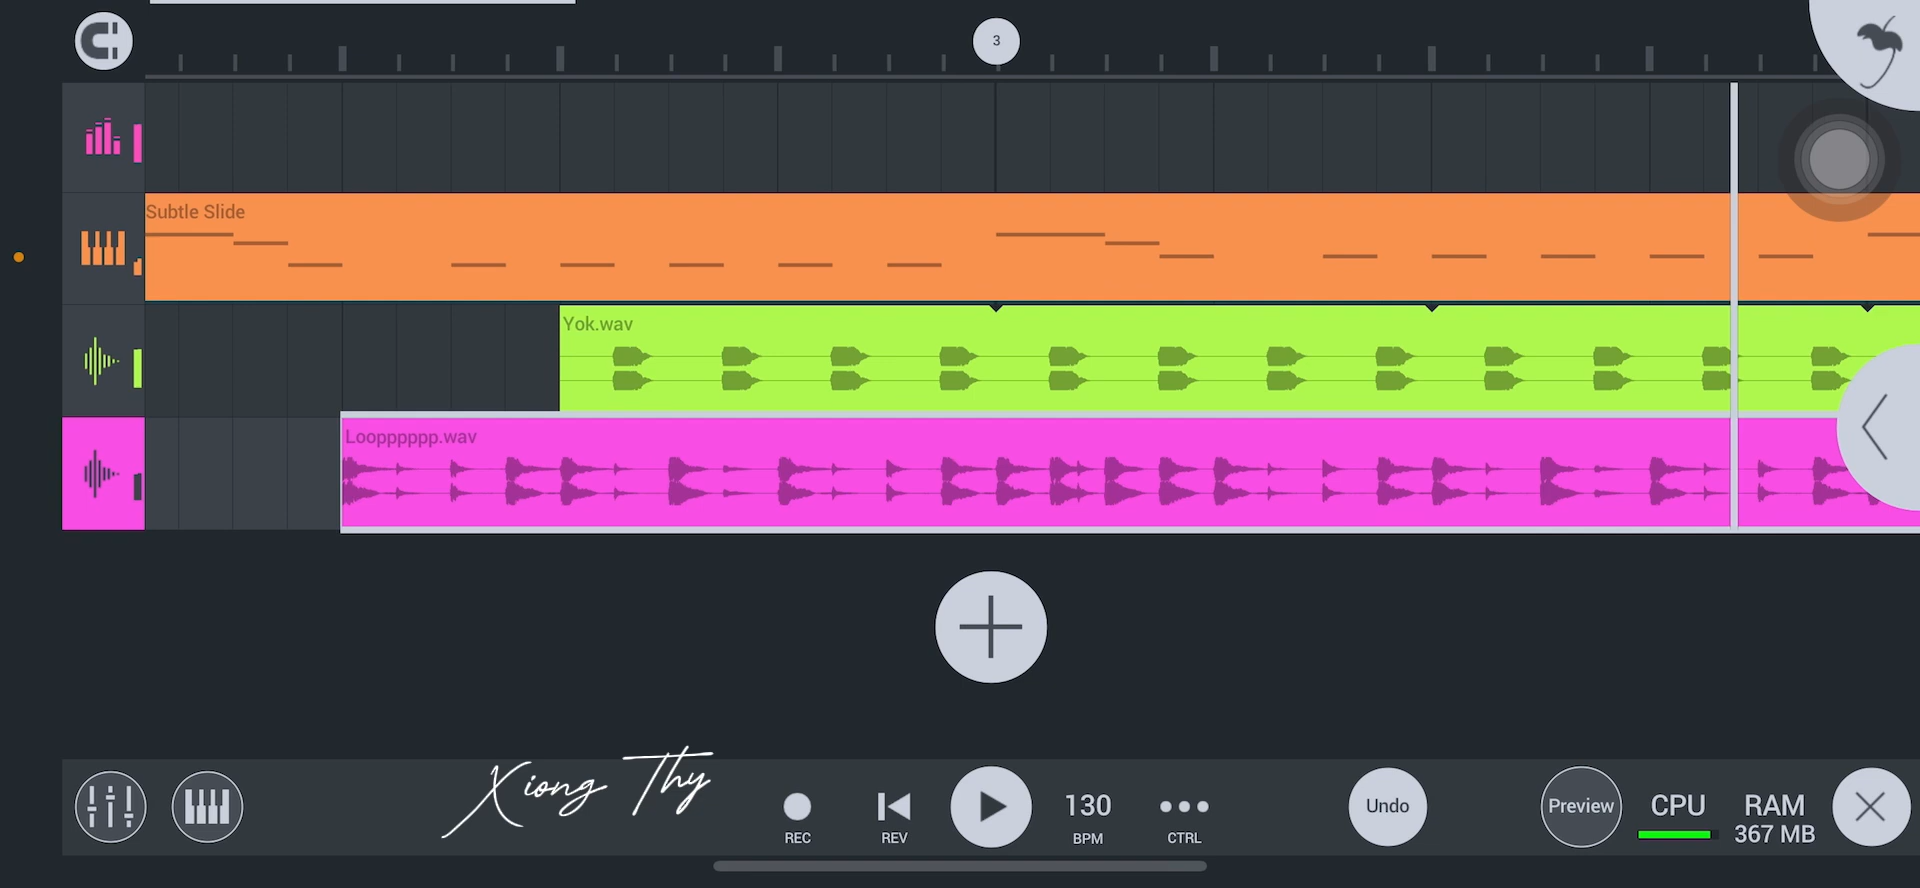 3
Subtle Slide
Yok.wav
Loopppppp.wav
Xiong Thy
REC
REV
130
BPM
CTRL
Undo
Preview
CPU
RAM
367 MB